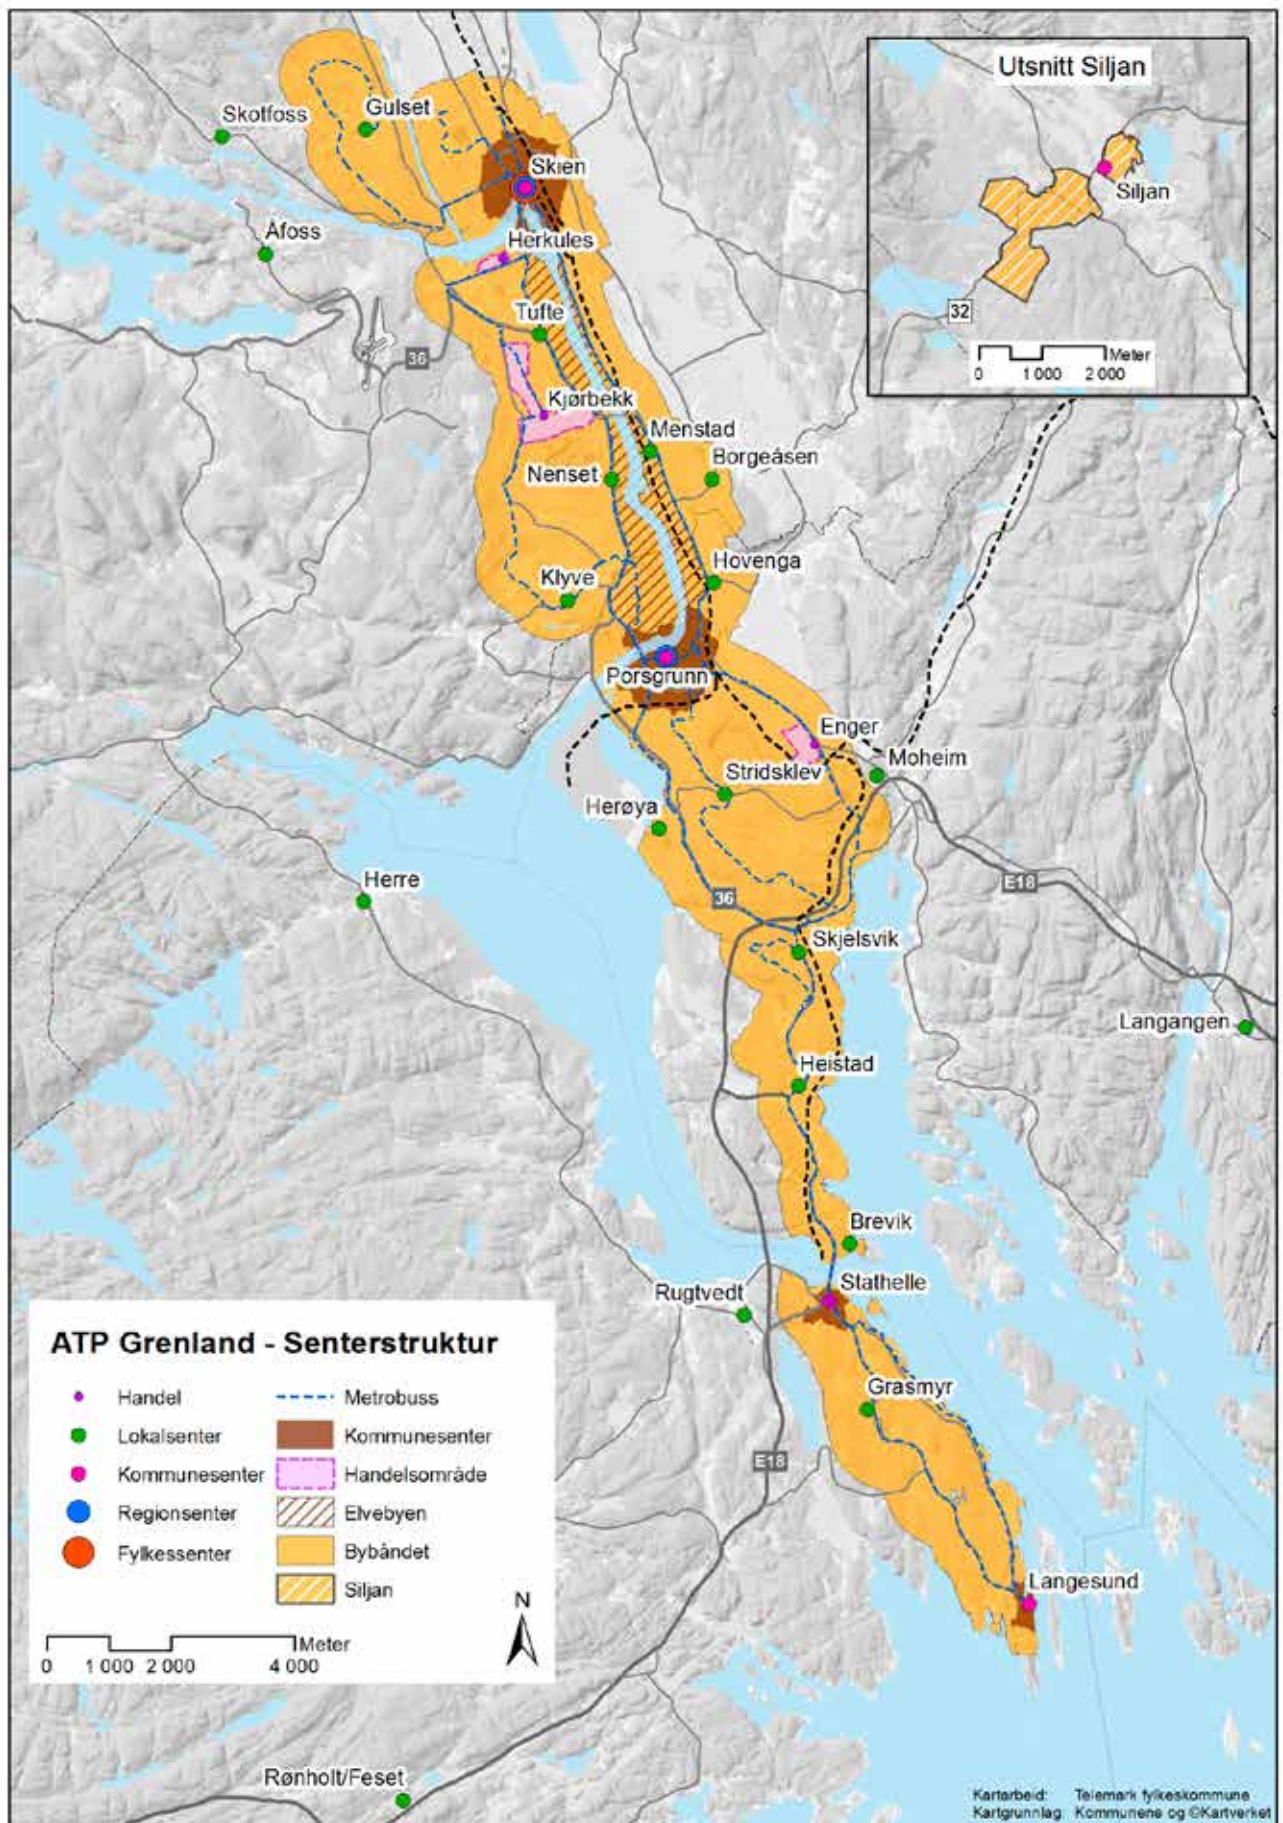 Utsnitt Siljan
Siljan
32
Meter
0 1 000 2 000
Skotfoss
Gulset
Skien
Åfoss
Herkules
Tufte
36
Kjørbekk
Menstad
Borgeåsen
Nenset
Hovenga
Klyve
Porsgrunn
Enger
Moheim
Stridsklev
Herøya
E18
Herre
36
Skjelsvik
Langangen
Heistad
Brevik
Stathelle
Rugtvedt
Grasmyr
E18
Langesund
Rønholt/Feset
ATP Grenland - Senterstruktur
Handel
Lokalsenter
Kommunesenter
Regionsenter
Fylkessenter
Metrobuss
Kommunesenter
Handelsområde
Elvebyen
Bybåndet
Siljan
N
Meter
0 1 000 2 000 4 000
Kartarbeid: Telemark fylkeskommune
Kartgrunnlag: Kommunene og ©Kartverket